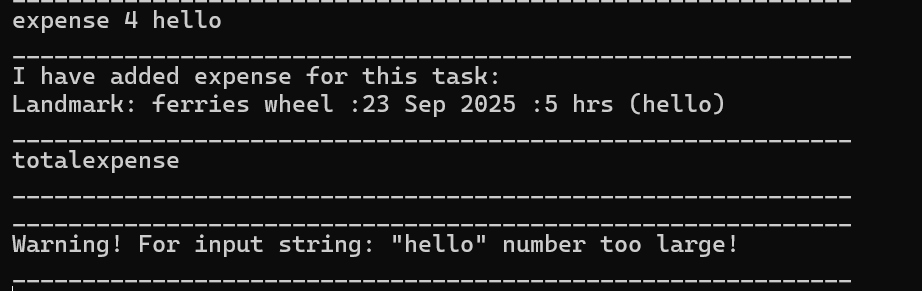 expense 4 hello
I have added expense for this task:
Landmark: ferries wheel :23 Sep 2025 :5 hrs (hello)
totalexpense
Warning! For input string: "hello" number too large!